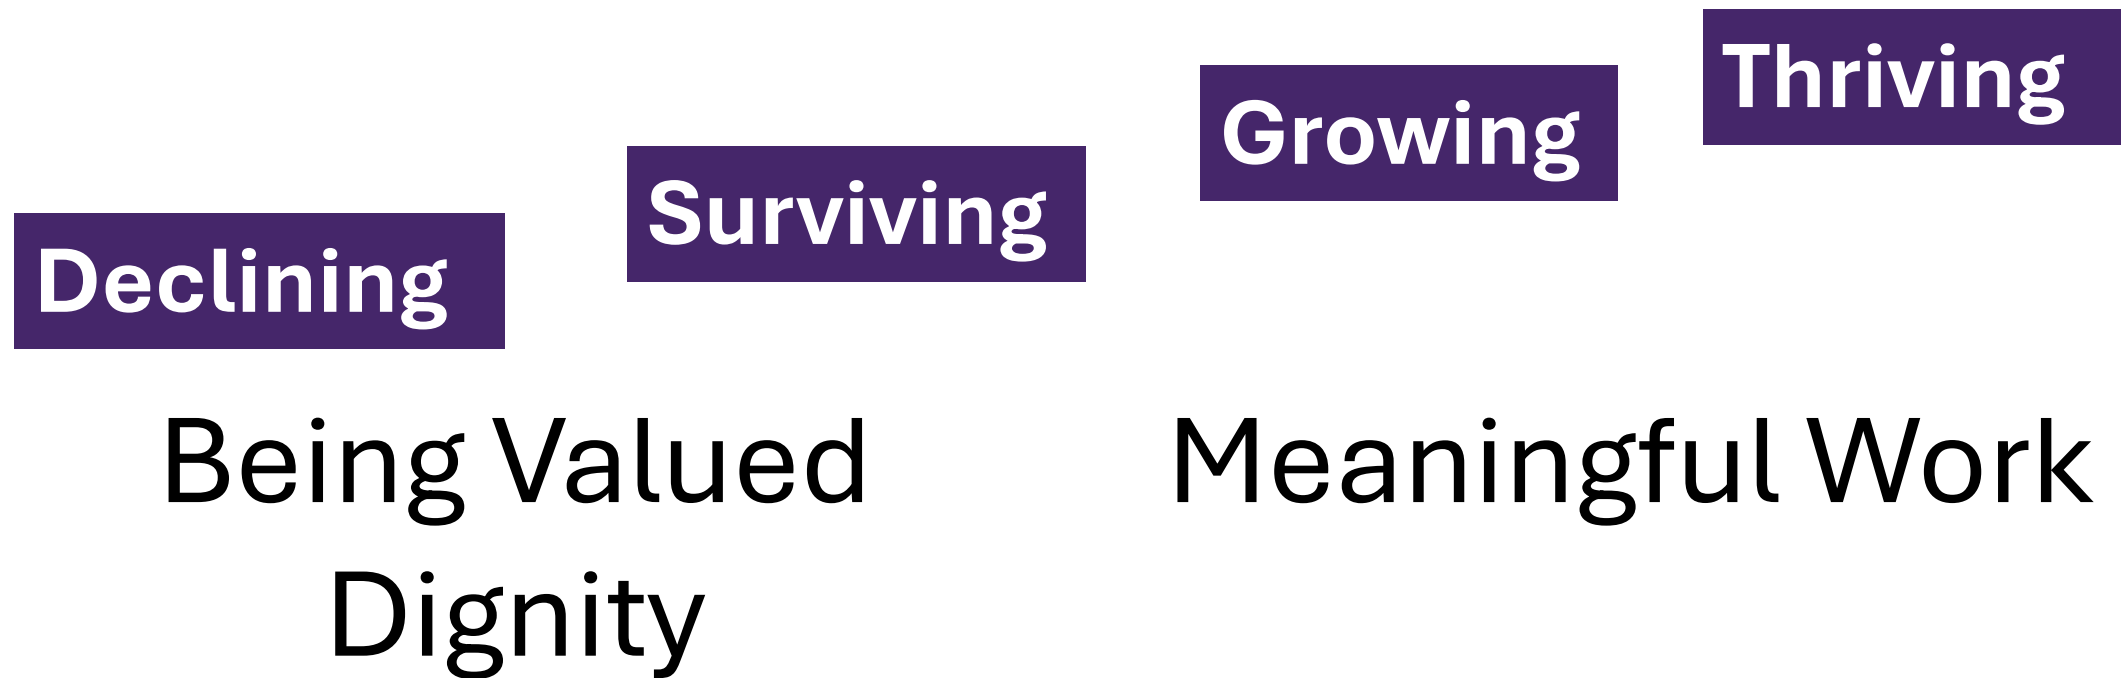 Declining
Surviving
Growing
Thriving
Being Valued
Dignity
Meaningful Work